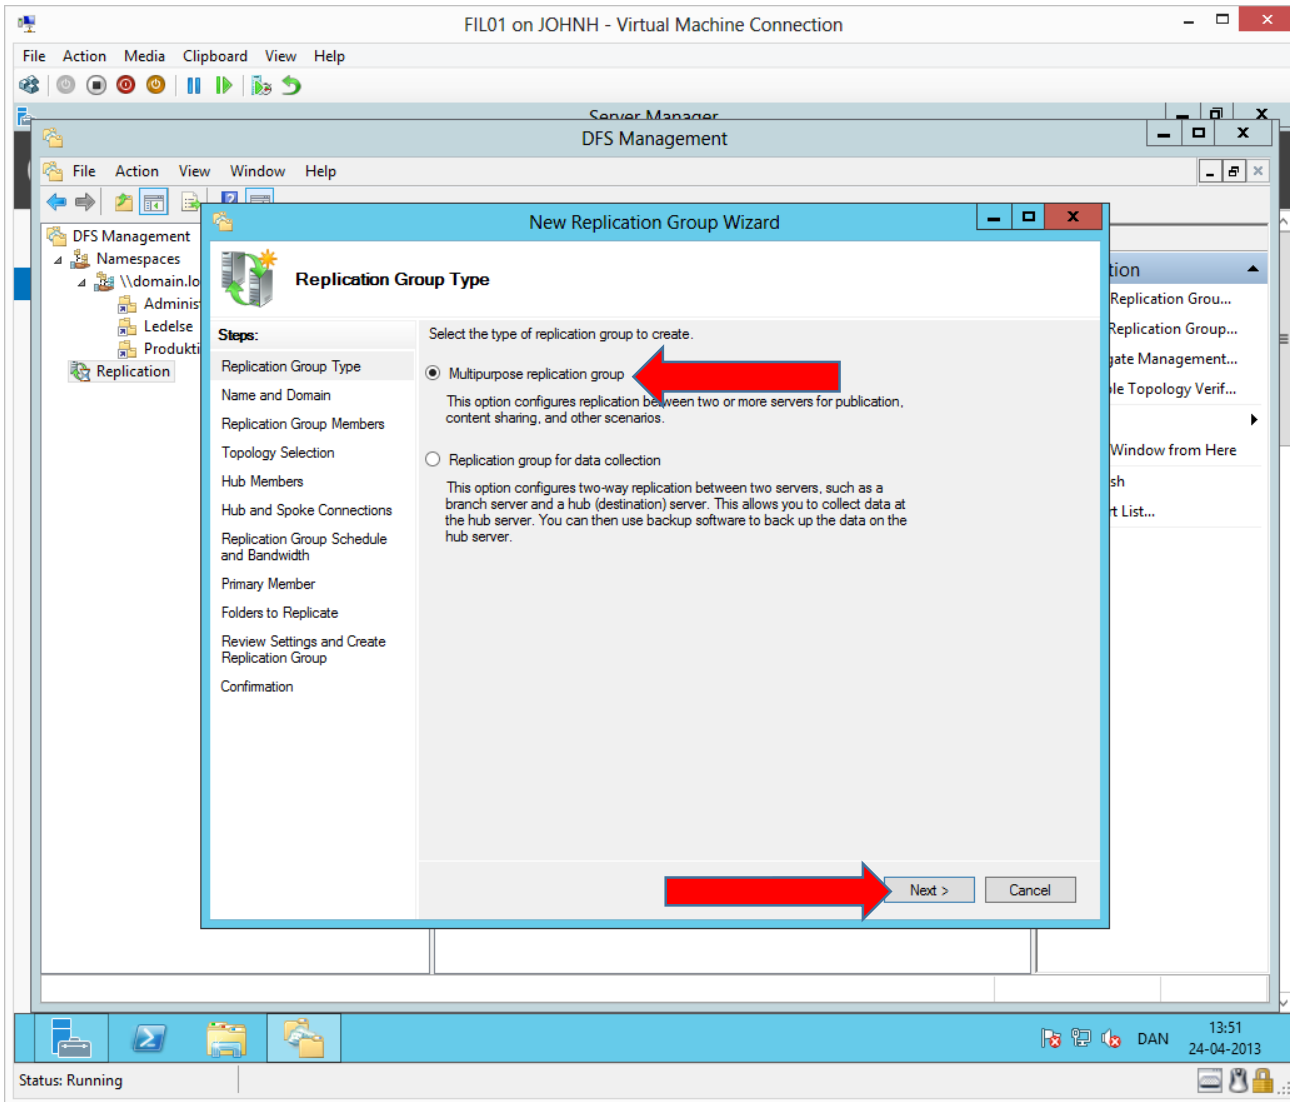 FIL01 on JOHNH - Virtual Machine Connection
File Action Media Clipboard View Help
Server Manager
DFS Management
File Action View Window Help
New Replication Group Wizard
DFS Management
Namespaces
\\domain.lo
Adminis
Ledelse
Produkti
Replication
Replication Group Type
Steps:
Replication Group Type
Name and Domain
Replication Group Members
Topology Selection
Hub Members
Hub and Spoke Connections
Replication Group Schedule
and Bandwidth
Primary Member
Folders to Replicate
Review Settings and Create
Replication Group
Confirmation
Select the type of replication group to create.
Multipurpose replication group
This option configures replication between two or more servers for publication,
content sharing, and other scenarios.
Replication group for data collection
This option configures two-way replication between two servers, such as a
branch server and a hub (destination) server. This allows you to collect data at
the hub server. You can then use backup software to back up the data on the
hub server.
Next >
Cancel
tion
Replication Grou...
Replication Group...
gate Management...
le Topology Verif...
Window from Here
sh
rt List...
DAN
13:51
24-04-2013
Status: Running